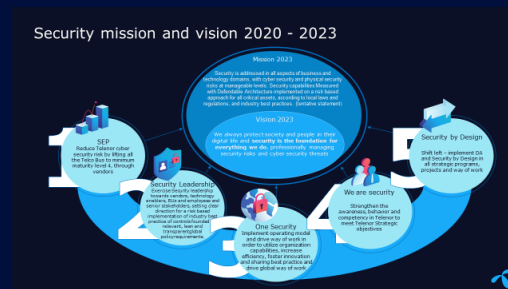 Security mission and vision 2020 - 2023
Mission 2023
Security is addressed in all aspects of business and
technology domains, with cyber security and physical security
risks at manageable levels. Security capabilities Measured
with Defendable Architecture implemented on a risk based
approach for all critical assets, according to local laws and
regulations, and industry best practices (tentative statement)
Vision 2023
We always protect society and people in their
digital life and security is the foundation for
everything we do; professionally managing
security risks and cyber security threats
1
SEP
Reduce Telenor cyber
security risk by lifting all
the Telco Bus to minimum
maturity level 4, through
vendors
2
Security Leadership
exercise Security leadership
towards vendors, technology
enablers, BUs and employees and
senior stakeholders, setting clear
direction for a risk based
implementation of industry best
practice of controls founded
relevant, lean and
transparent global
policy requirements
3
One Security
Implement operating model
and drive way of work in
order to utilize organization
capabilities, increase
efficiency, foster innovation
and sharing best practice and
drive global way of work
4
We are security
Strengthen the
awareness, behavior and
competency in Telenor to
meet Telenor Strategic
objectives
5
Security by Design
Shift left – implement DA
and Security by Design in
all strategic programs,
projects and way of work